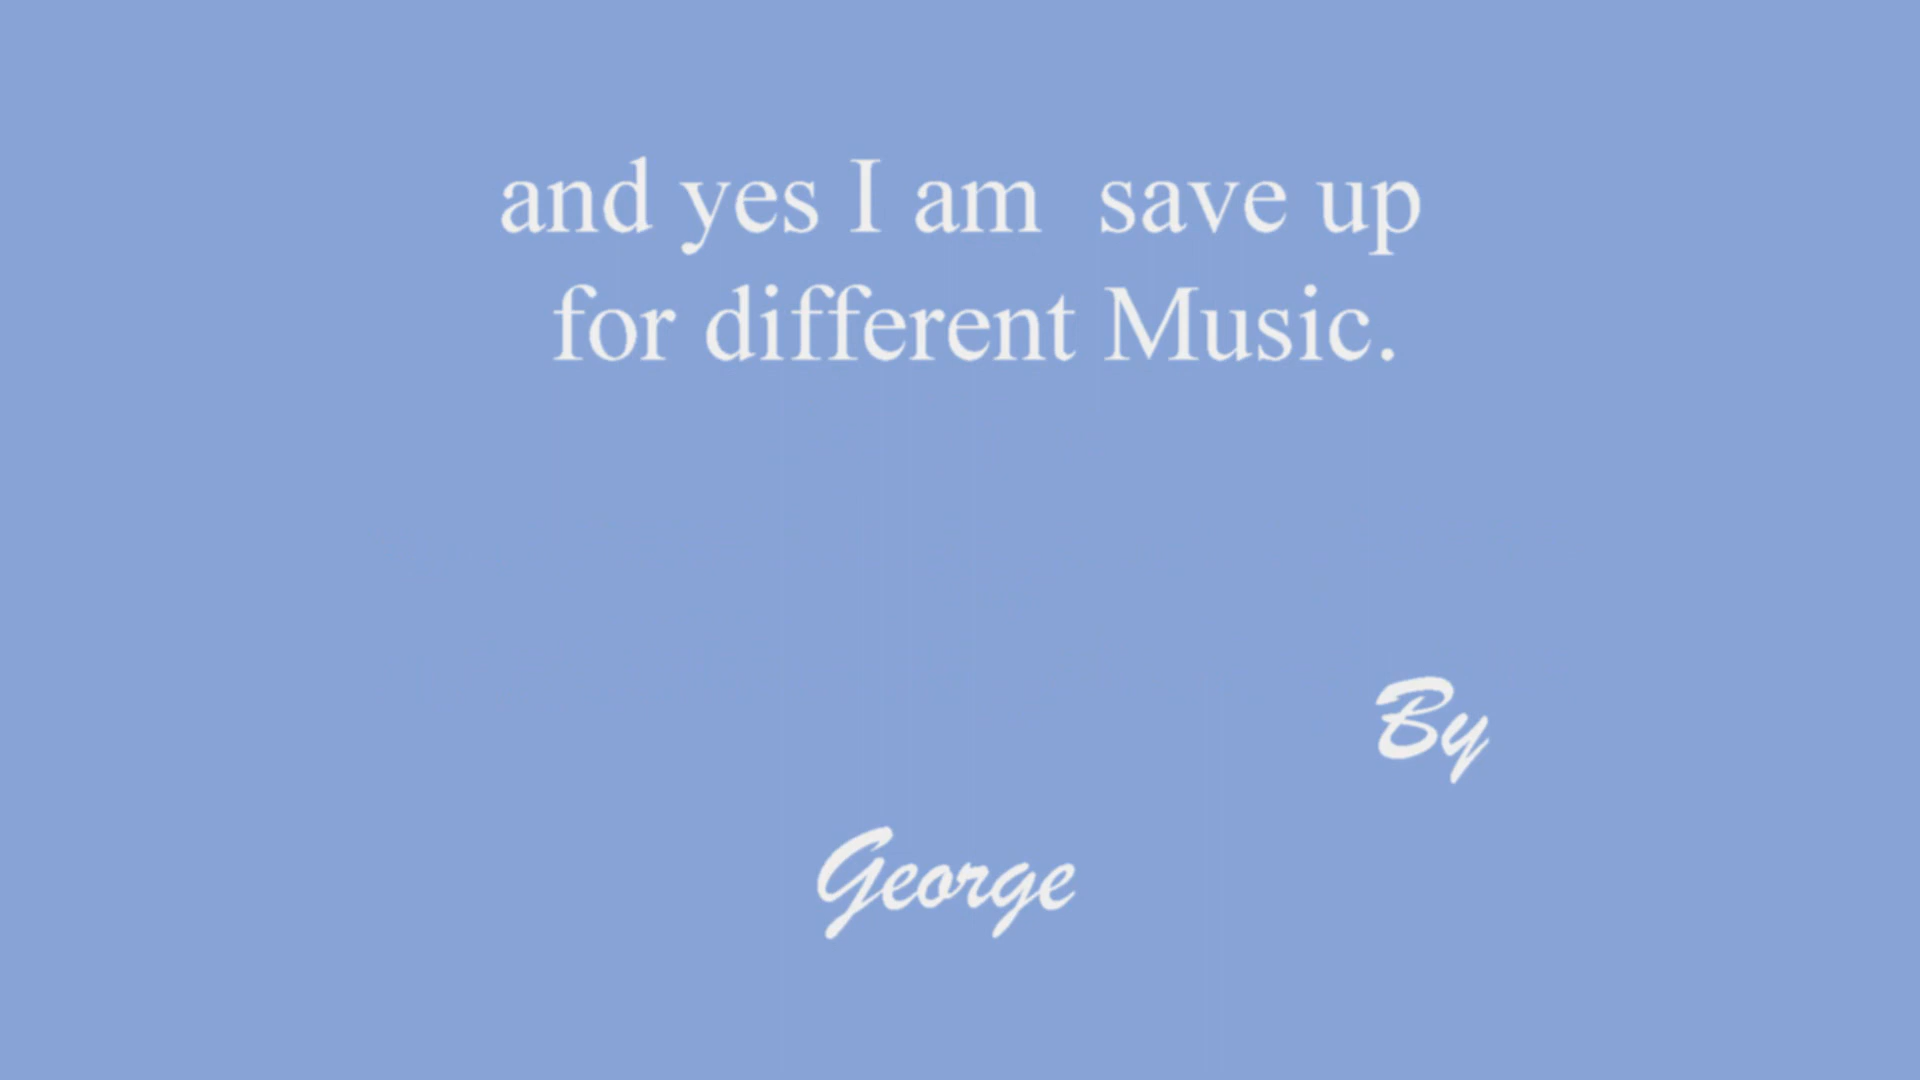 and yes I am  save up
for different Music.
By
George